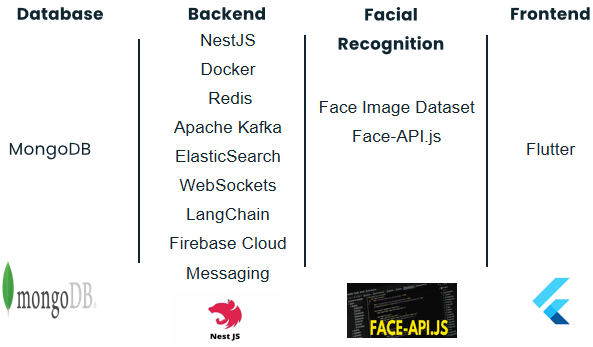 Database
MongoDB
mongoDB®
Backend
NestJS
Docker
Redis
Apache Kafka
ElasticSearch
WebSockets
LangChain
Firebase Cloud
Messaging
Nest JS
Facial
Recognition
Face Image Dataset
Face-API.js
FACE-API.JS
Frontend
Flutter